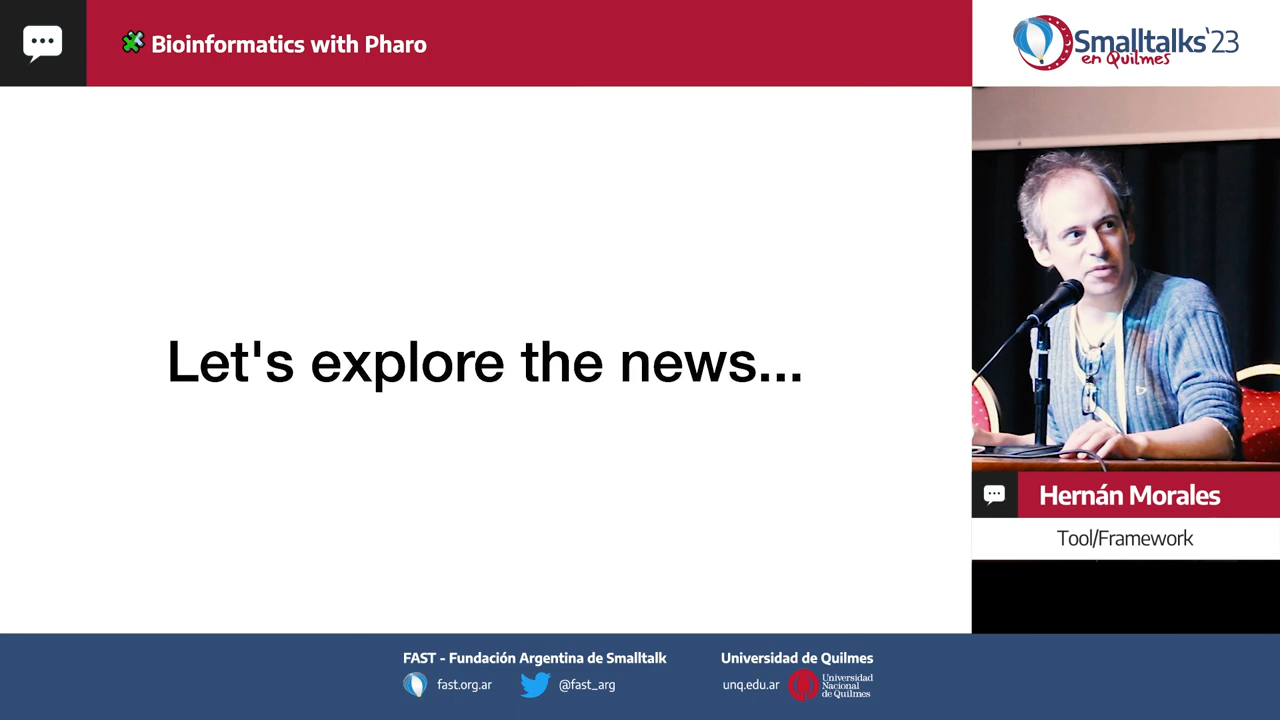 Bioinformatics with Pharo
Smalltalks'23
en Quilmes
Let's explore the news...
Hernán Morales
Tool/Framework
FAST - Fundación Argentina de Smalltalk
fast.org.ar
@fast_arg
Universidad de Quilmes
unq.edu.ar
Universidad
Nacional
de Quilmes